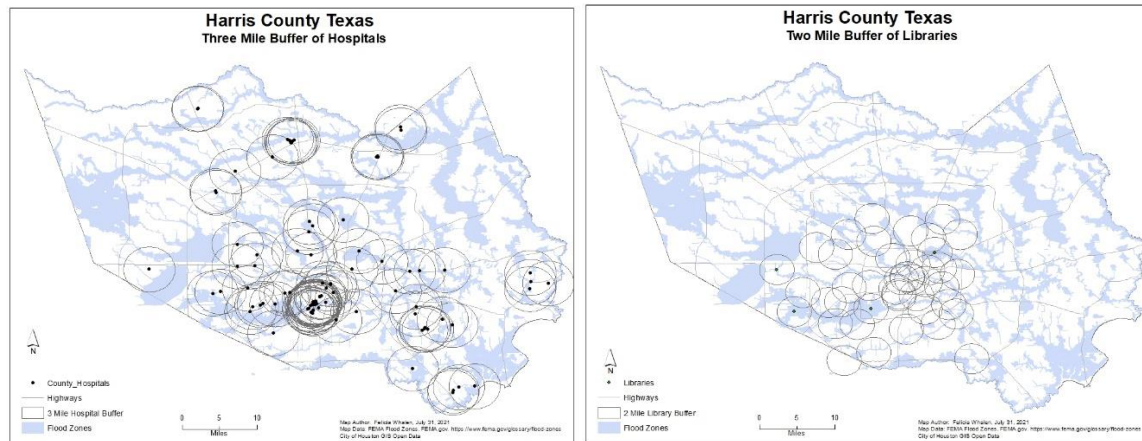 Harris County Texas
Three Mile Buffer of Hospitals
N
County_Hospitals
Highways
3 Mile Hospital Buffer
Flood Zones
0 5 10
Miles
Map Author, Felicia Whalen, July 31, 2021
Map Data: FEMA Flood Zones. FEMA.gov. https://www.fema.gov/glossary/flood-zones
City of Houston GIS Open Data
Harris County Texas
Two Mile Buffer of Libraries
N
Libraries
Highways
2 Mile Library Buffer
Flood Zones
0 5 10
Miles
Map Author, Felicia Whalen, July 31, 2021
Map Data: FEMA Flood Zones. FEMA.gov. https://www.fema.gov/glossary/flood-zones
City of Houston GIS Open Data